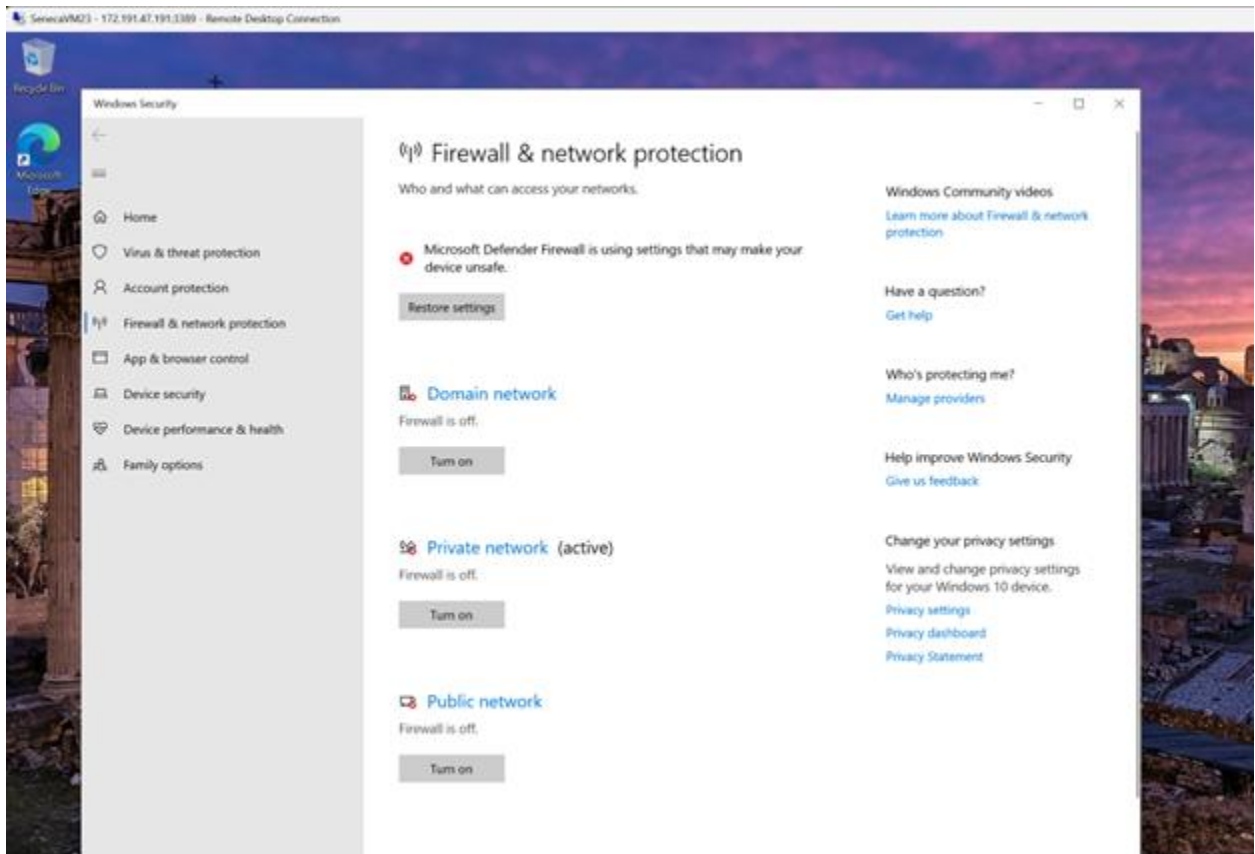 SenecaVM23 - 172.191.47.191:3389 - Remote Desktop Connection
Recycle Bin
Microsoft
Edge
Windows Security
Home
Virus & threat protection
Account protection
Firewall & network protection
App & browser control
Device security
Device performance & health
Family options
Firewall & network protection
Who and what can access your networks.
Microsoft Defender Firewall is using settings that may make your
device unsafe.
Restore settings
Domain network
Firewall is off.
Turn on
Private network (active)
Firewall is off.
Turn on
Public network
Firewall is off.
Turn on
Windows Community videos
Learn more about Firewall & network
protection
Have a question?
Get help
Who's protecting me?
Manage providers
Help improve Windows Security
Give us feedback
Change your privacy settings
View and change privacy settings
for your Windows 10 device.
Privacy settings
Privacy dashboard
Privacy Statement